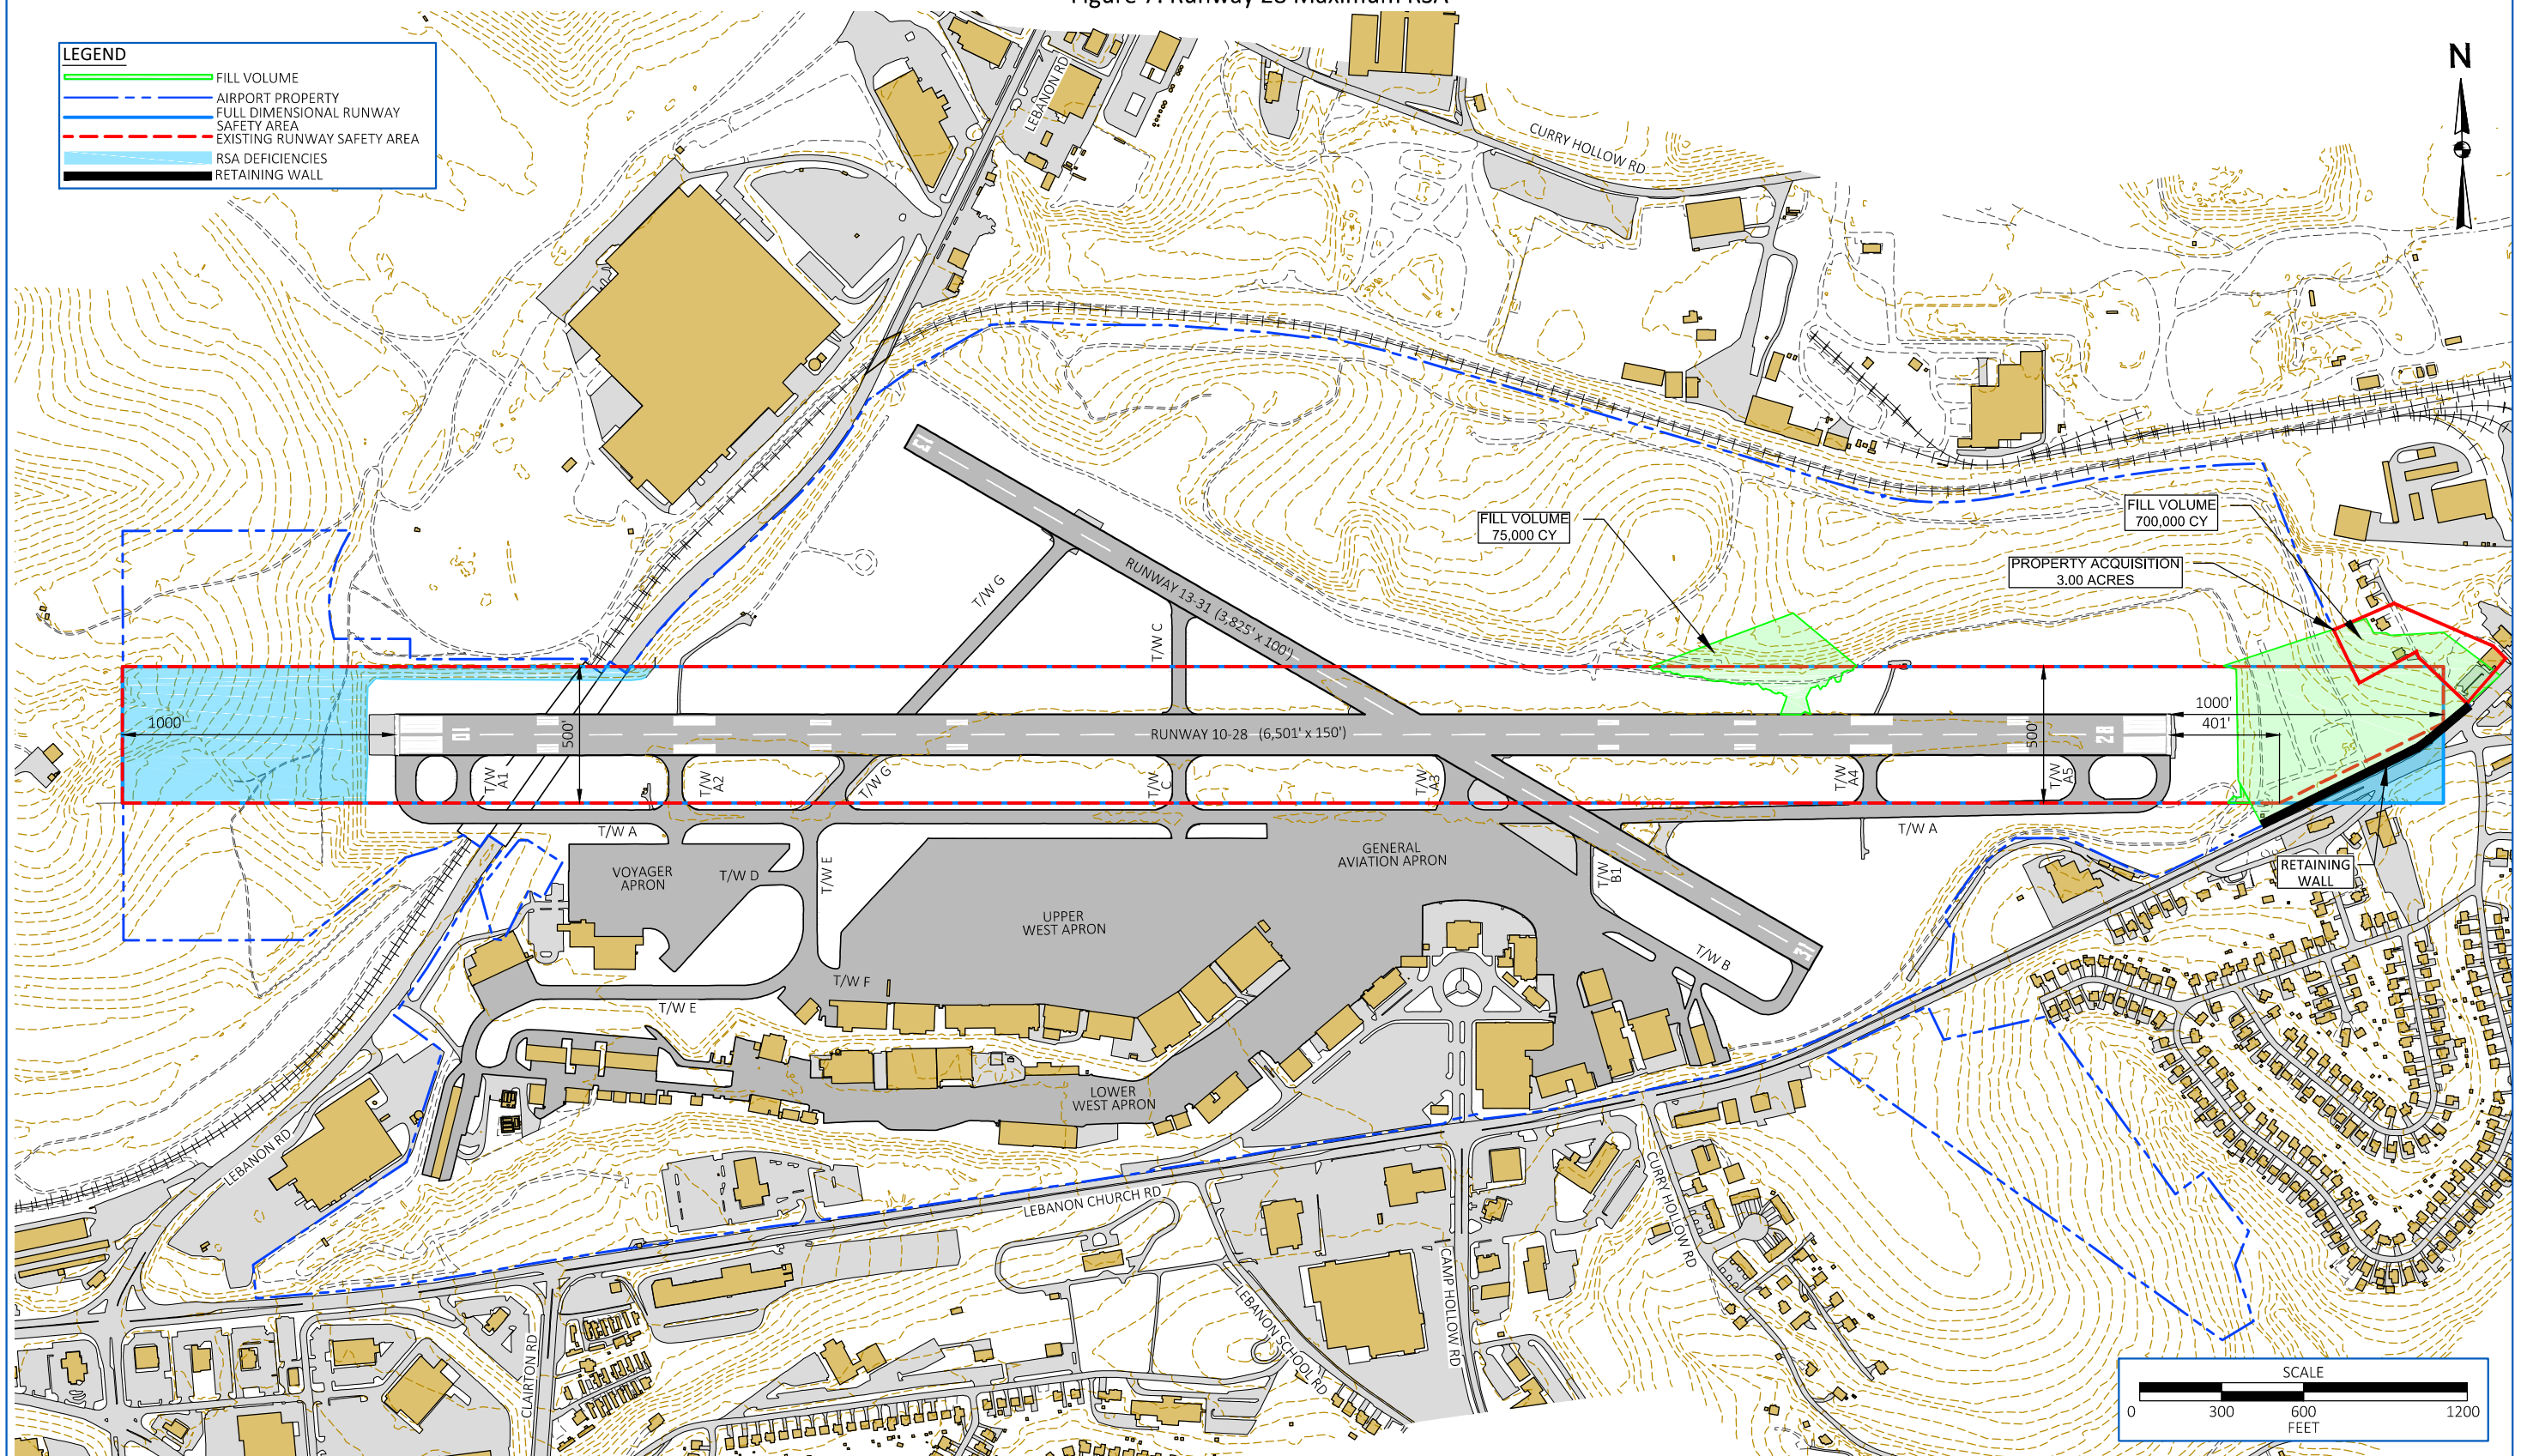 Figure 7: Runway 28 Maximum RSA
LEGEND
FILL VOLUME
AIRPORT PROPERTY
FULL DIMENSIONAL RUNWAY
SAFETY AREA
EXISTING RUNWAY SAFETY AREA
RSA DEFICIENCIES
RETAINING WALL
N
LEBANON RD
CURRY HOLLOW RD
13
FILL VOLUME
75,000 CY
FILL VOLUME
700,000 CY
PROPERTY ACQUISITION
3.00 ACRES
T/W G
T/W C
RUNWAY 13-31 (3,825' x 100')
1000'
10
500'
RUNWAY 10-28 (6,501' x 150')
500'
28
1000'
401'
T/W
A1
T/W
A2
T/W G
T/W
C
T/W
A3
T/W
A4
T/W
A5
T/W A
T/W A
VOYAGER
APRON
T/W D
T/W E
GENERAL
AVIATION APRON
T/W
B1
RETAINING
WALL
UPPER
WEST APRON
31
T/W B
T/W F
T/W E
LOWER
WEST APRON
LEBANON RD
LEBANON CHURCH RD
CURRY HOLLOW RD
CAMP HOLLOW RD
LEBANON SCHOOL RD
CLAIRTON RD
SCALE
0 300 600 1200
FEET